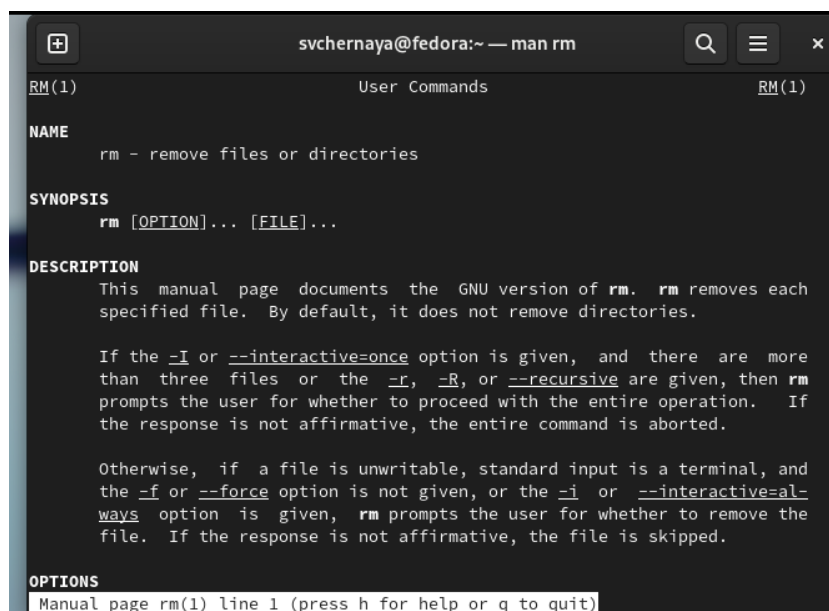 svchernaya@fedora:~ — man rm
RM(1) User Commands RM(1)
NAME
rm - remove files or directories
SYNOPSIS
rm [OPTION]... [FILE]...
DESCRIPTION
This manual page documents the GNU version of rm. rm removes each
specified file. By default, it does not remove directories.
If the -I or --interactive=once option is given, and there are more
than three files or the -r, -R, or --recursive are given, then rm
prompts the user for whether to proceed with the entire operation. If
the response is not affirmative, the entire command is aborted.
Otherwise, if a file is unwritable, standard input is a terminal, and
the -f or --force option is not given, or the -i or --interactive=al-
ways option is given, rm prompts the user for whether to remove the
file. If the response is not affirmative, the file is skipped.
OPTIONS
Manual page rm(1) line 1 (press h for help or q to quit)